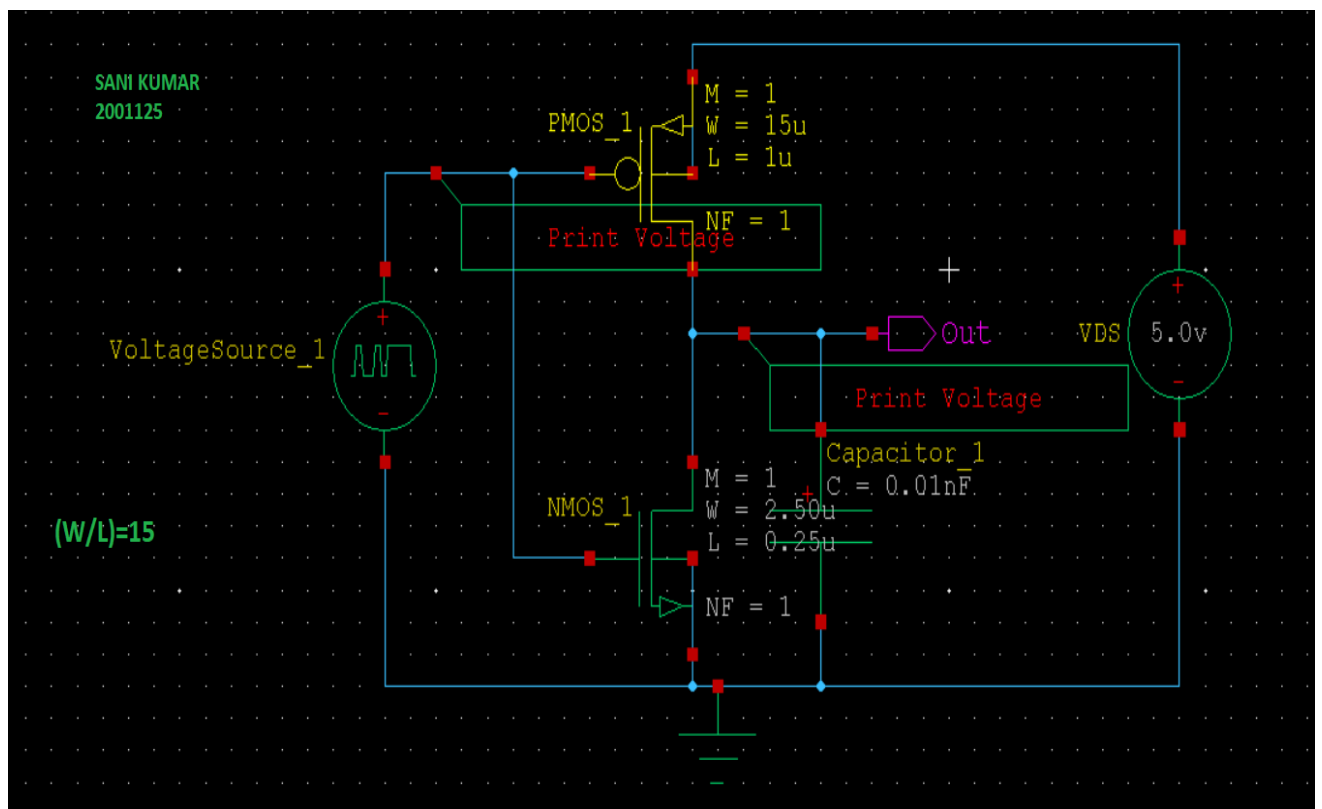 SANI KUMAR
2001125
PMOS_1
M = 1
W = 15u
L = 1u
NF = 1
Print Voltage
VoltageSource_1
+
-
Out
VDS
+
5.0v
-
Print Voltage
Capacitor_1
+
C = 0.01nF
(W/L)=15
NMOS_1
M = 1
W = 2.50u
L = 0.25u
NF = 1